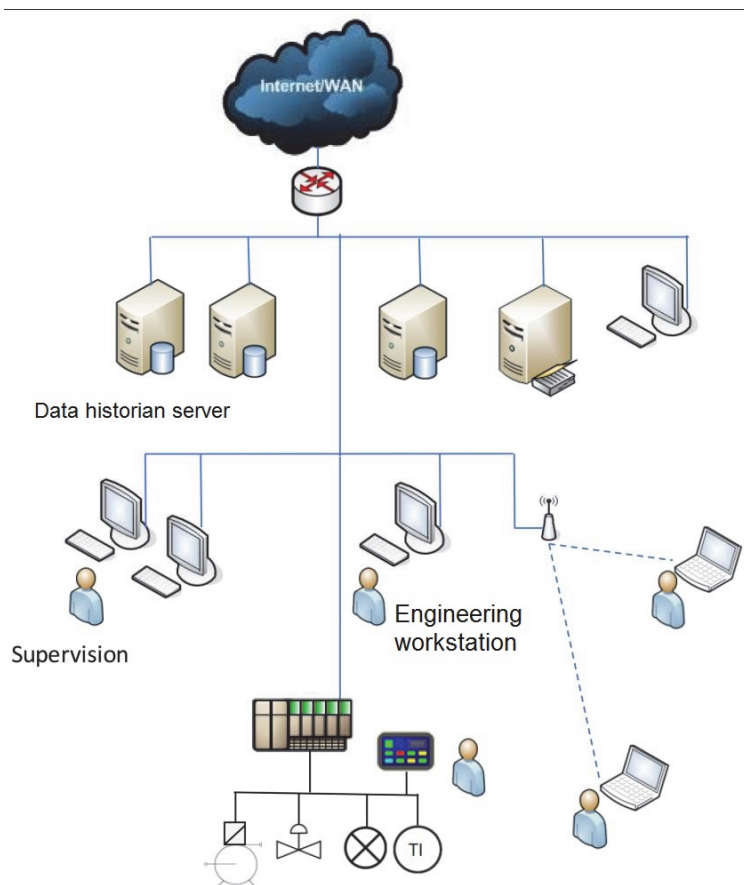 Internet/WAN
Data historian server
Supervision
Engineering
workstation
TI